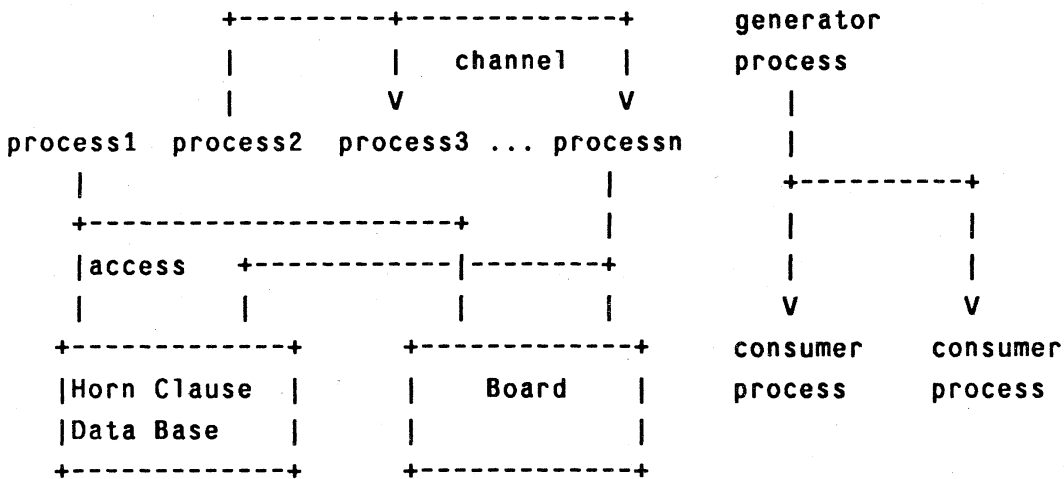 generator
channel process
process1 process2 process3 ... processn
access
consumer consumer
Horn Clause Board process process
Data Base